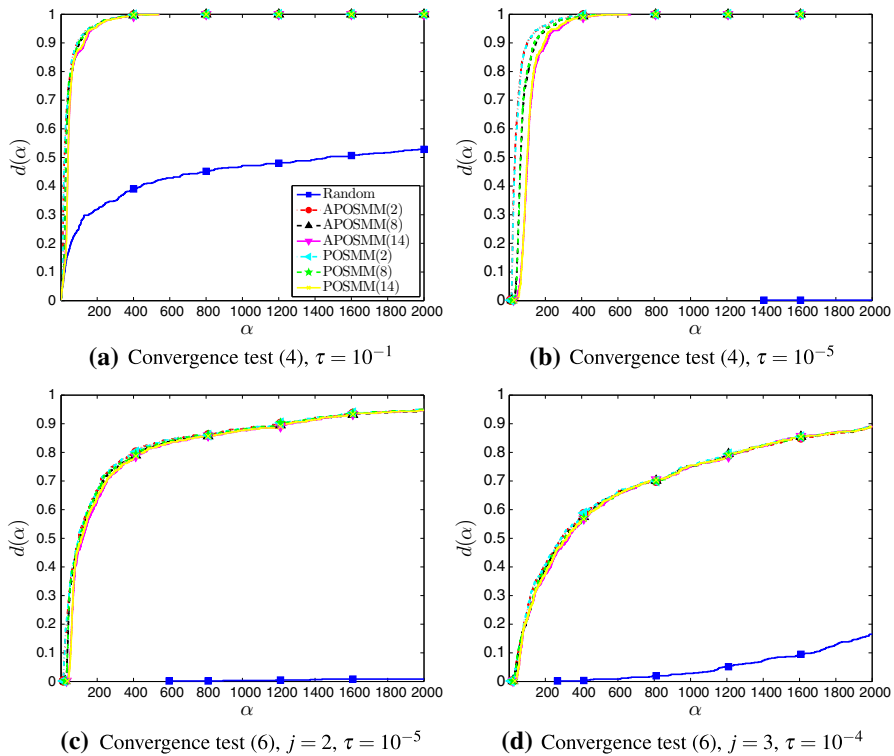 1
0.9
0.8
0.7
0.6
0.5
0.4
0.3
0.2
0.1
0
d(α)
200 400 600 800 1000 1200 1400 1600 1800 2000
α
Random
APOSMM(2)
APOSMM(8)
APOSMM(14)
POSMM(2)
POSMM(8)
POSMM(14)
(a) Convergence test (4), τ = 10⁻¹
1
0.9
0.8
0.7
0.6
0.5
0.4
0.3
0.2
0.1
0
d(α)
200 400 600 800 1000 1200 1400 1600 1800 2000
α
(b) Convergence test (4), τ = 10⁻⁵
1
0.9
0.8
0.7
0.6
0.5
0.4
0.3
0.2
0.1
0
d(α)
200 400 600 800 1000 1200 1400 1600 1800 2000
α
(c) Convergence test (6), j = 2, τ = 10⁻⁵
1
0.9
0.8
0.7
0.6
0.5
0.4
0.3
0.2
0.1
0
d(α)
200 400 600 800 1000 1200 1400 1600 1800 2000
α
(d) Convergence test (6), j = 3, τ = 10⁻⁴